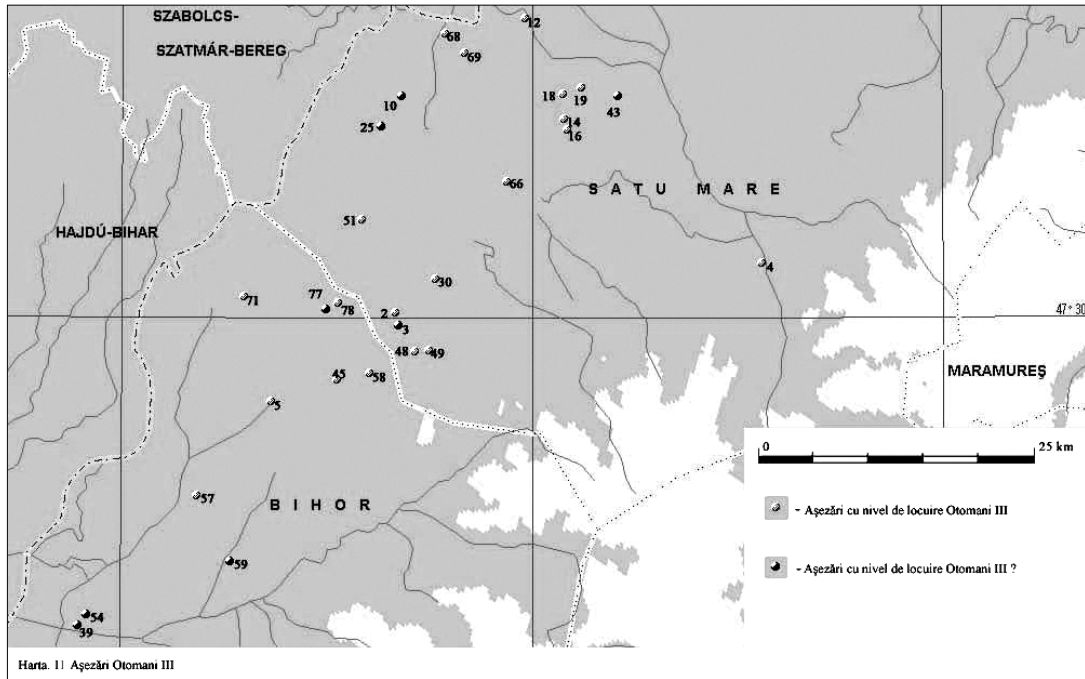 SZABOLCS-
12
68
SZATMÁR-BEREG
69
10
18
19
43
25
14
16
66
SATU MARE
51
HAJDÚ-BIHAR
4
30
71
77
78
2
3
47 30
48
49
45
58
MARAMUREŞ
5
0 25 km
57
BIHOR
- Aşezări cu nivel de locuire Otomani III
59
- Aşezări cu nivel de locuire Otomani III ?
54
39
Harta. 11 Aşezări Otomani III